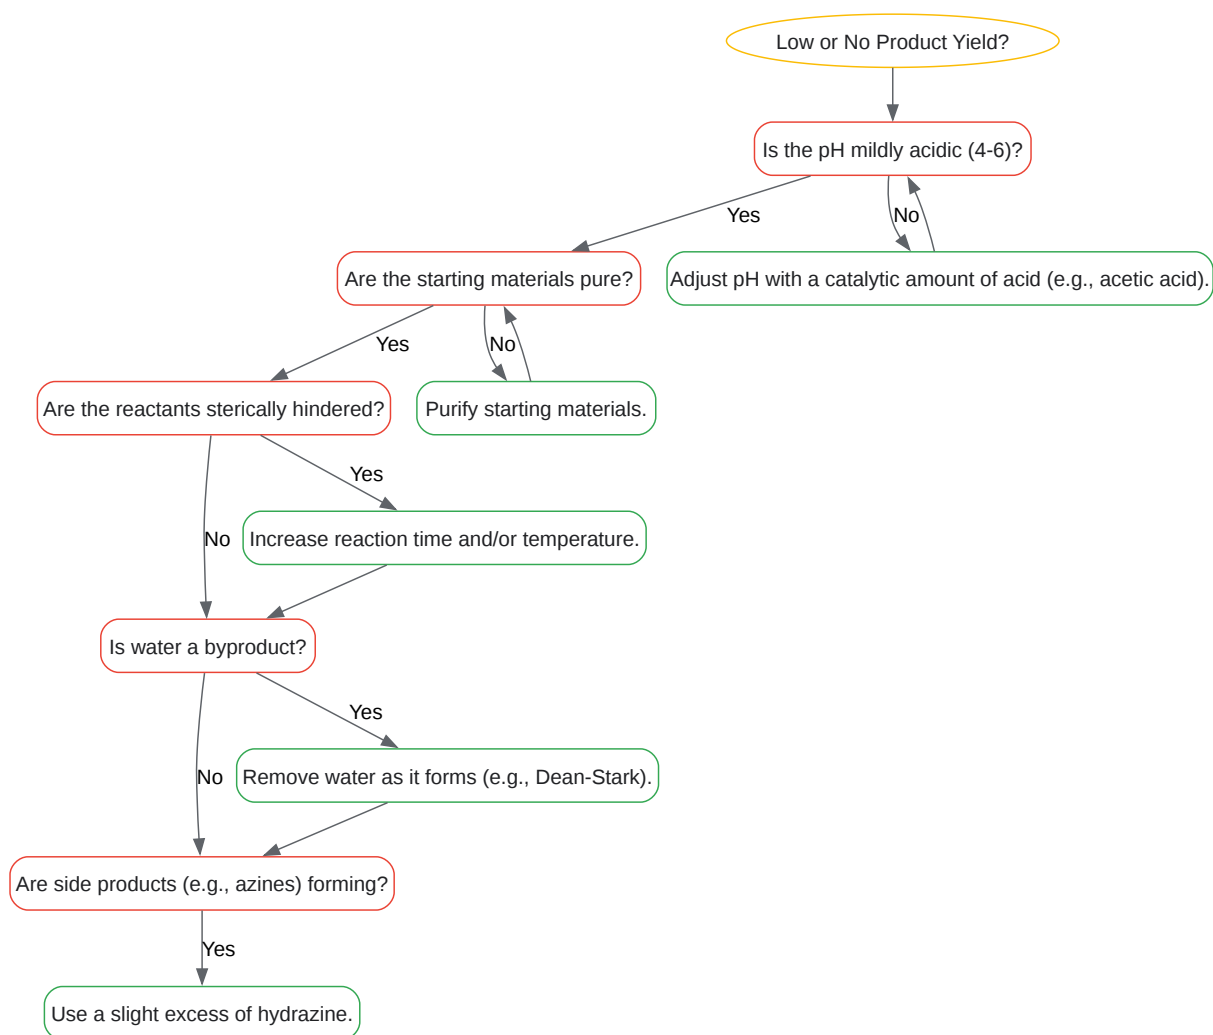 Low or No Product Yield?
Is the pH mildly acidic (4-6)?
Yes
No
Are the starting materials pure?
Adjust pH with a catalytic amount of acid (e.g., acetic acid).
Yes
No
Are the reactants sterically hindered?
Purify starting materials.
Yes
No
Increase reaction time and/or temperature.
Is water a byproduct?
Yes
No
Remove water as it forms (e.g., Dean-Stark).
Are side products (e.g., azines) forming?
Yes
Use a slight excess of hydrazine.